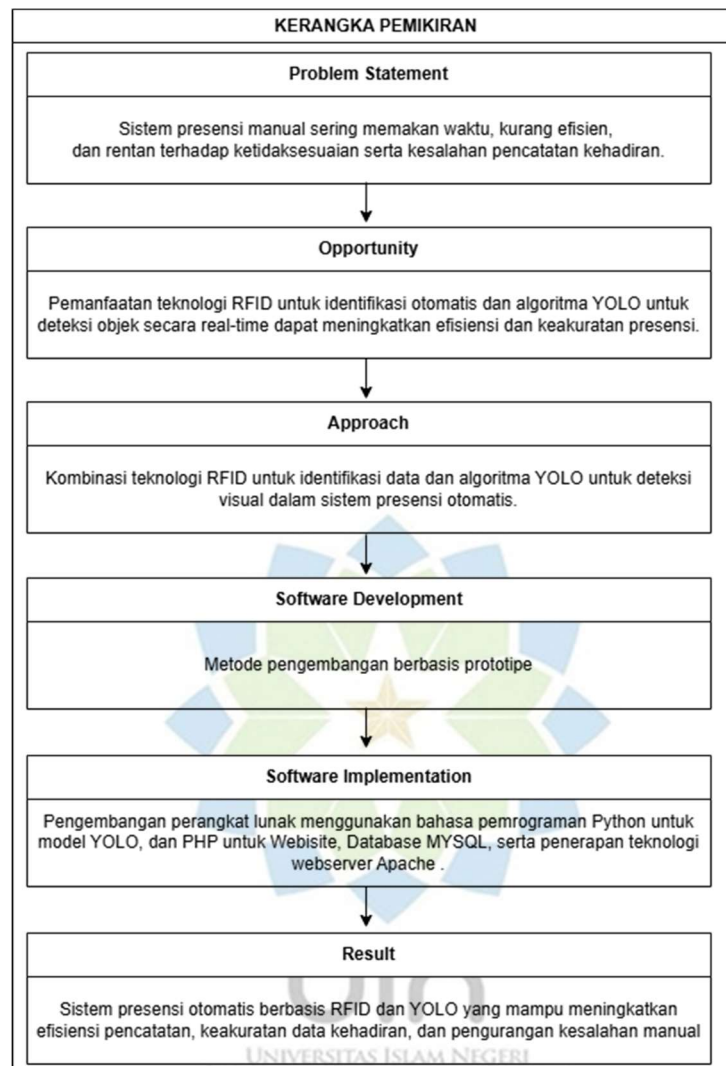 KERANGKA PEMIKIRAN
Problem Statement
Sistem presensi manual sering memakan waktu, kurang efisien,
dan rentan terhadap ketidaksesuaian serta kesalahan pencatatan kehadiran.
Opportunity
Pemanfaatan teknologi RFID untuk identifikasi otomatis dan algoritma YOLO untuk
deteksi objek secara real-time dapat meningkatkan efisiensi dan keakuratan presensi.
Approach
Kombinasi teknologi RFID untuk identifikasi data dan algoritma YOLO untuk deteksi
visual dalam sistem presensi otomatis.
Software Development
Metode pengembangan berbasis prototipe
Software Implementation
Pengembangan perangkat lunak menggunakan bahasa pemrograman Python untuk
model YOLO, dan PHP untuk Webisite, Database MYSQL, serta penerapan teknologi
webserver Apache .
Result
Sistem presensi otomatis berbasis RFID dan YOLO yang mampu meningkatkan
efisiensi pencatatan, keakuratan data kehadiran, dan pengurangan kesalahan manual
UNIVERSITAS ISLAM NEGERI